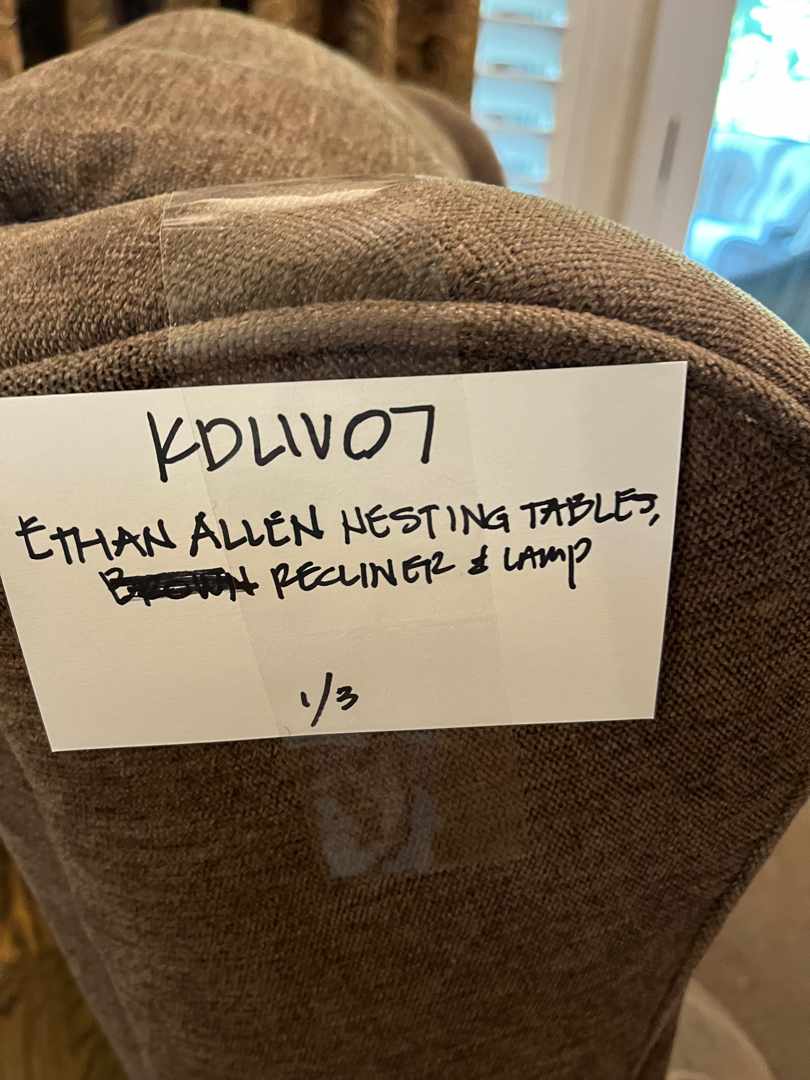 KDLIV07
ETHAN ALLEN NESTING TABLES,
RECLINER & LAMP
1/3